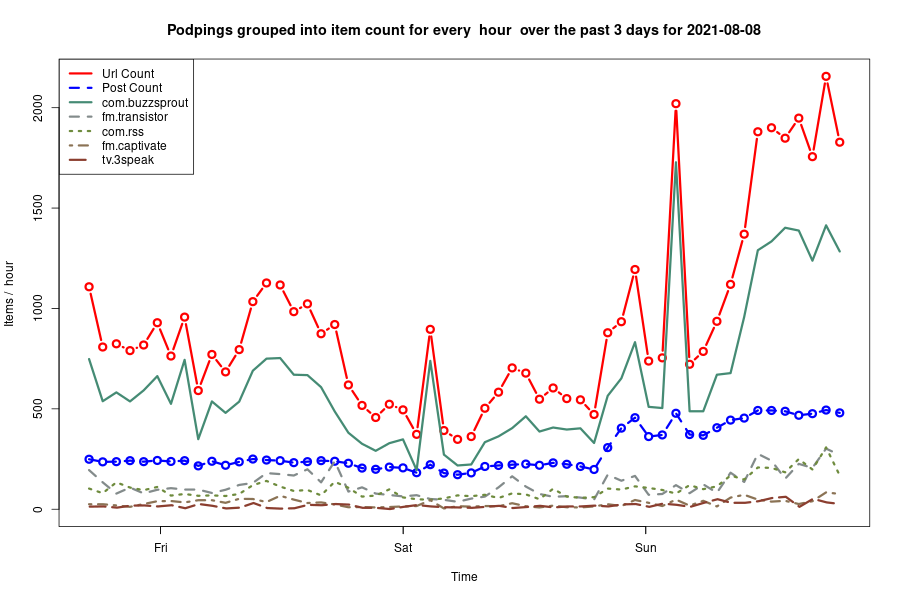 Podpings grouped into item count for every  hour  over the past 3 days for 2021-08-08
Url Count
Post Count
com.buzzsprout
fm.transistor
com.rss
fm.captivate
tv.3speak
Items /  hour
2000
1500
1000
500
0
Fri
Sat
Sun
Time